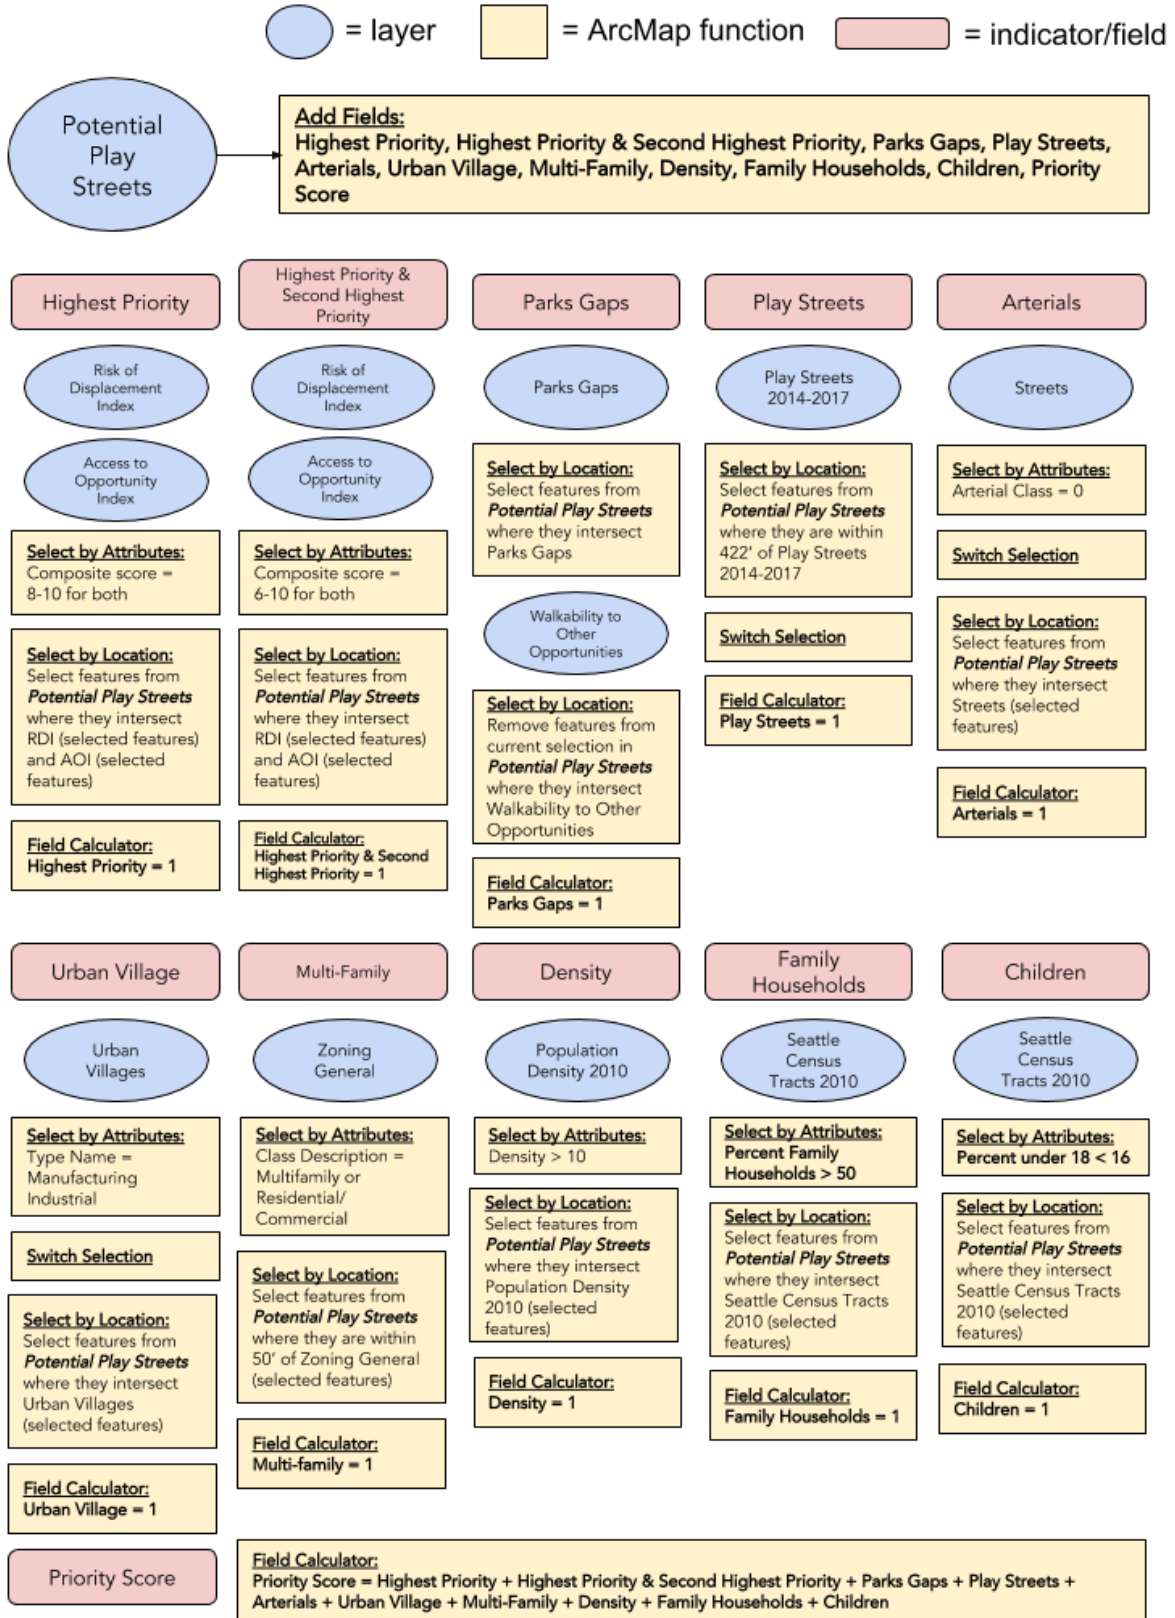 = layer
= ArcMap function
= indicator/field
Potential
Play
Streets
Add Fields:
Highest Priority, Highest Priority & Second Highest Priority, Parks Gaps, Play Streets,
Arterials, Urban Village, Multi-Family, Density, Family Households, Children, Priority
Score
Highest Priority
Risk of
Displacement
Index
Access to
Opportunity
Index
Select by Attributes:
Composite score =
8-10 for both
Select by Location:
Select features from
Potential Play Streets
where they intersect
RDI (selected features)
and AOI (selected
features)
Field Calculator:
Highest Priority = 1
Highest Priority &
Second Highest
Priority
Risk of
Displacement
Index
Access to
Opportunity
Index
Select by Attributes:
Composite score =
6-10 for both
Select by Location:
Select features from
Potential Play Streets
where they intersect
RDI (selected features)
and AOI (selected
features)
Field Calculator:
Highest Priority & Second
Highest Priority = 1
Parks Gaps
Parks Gaps
Select by Location:
Select features from
Potential Play Streets
where they intersect
Parks Gaps
Walkability to
Other
Opportunities
Select by Location:
Remove features from
current selection in
Potential Play Streets
where they intersect
Walkability to Other
Opportunities
Field Calculator:
Parks Gaps = 1
Play Streets
Play Streets
2014-2017
Select by Location:
Select features from
Potential Play Streets
where they are within
422' of Play Streets
2014-2017
Switch Selection
Field Calculator:
Play Streets = 1
Arterials
Streets
Select by Attributes:
Arterial Class = 0
Switch Selection
Select by Location:
Select features from
Potential Play Streets
where they intersect
Streets (selected
features)
Field Calculator:
Arterials = 1
Urban Village
Urban
Villages
Select by Attributes:
Type Name =
Manufacturing
Industrial
Switch Selection
Select by Location:
Select features from
Potential Play Streets
where they intersect
Urban Villages
(selected features)
Field Calculator:
Urban Village = 1
Multi-Family
Zoning
General
Select by Attributes:
Class Description =
Multifamily or
Residential/
Commercial
Select by Location:
Select features from
Potential Play Streets
where they are within
50' of Zoning General
(selected features)
Field Calculator:
Multi-family = 1
Density
Population
Density 2010
Select by Attributes:
Density > 10
Select by Location:
Select features from
Potential Play Streets
where they intersect
Population Density
2010 (selected
features)
Field Calculator:
Density = 1
Family
Households
Seattle
Census
Tracts 2010
Select by Attributes:
Percent Family
Households > 50
Select by Location:
Select features from
Potential Play Streets
where they intersect
Seattle Census Tracts
2010 (selected
features)
Field Calculator:
Family Households = 1
Children
Seattle
Census
Tracts 2010
Select by Attributes:
Percent under 18 < 16
Select by Location:
Select features from
Potential Play Streets
where they intersect
Seattle Census Tracts
2010 (selected
features)
Field Calculator:
Children = 1
Priority Score
Field Calculator:
Priority Score = Highest Priority + Highest Priority & Second Highest Priority + Parks Gaps + Play Streets +
Arterials + Urban Village + Multi-Family + Density + Family Households + Children